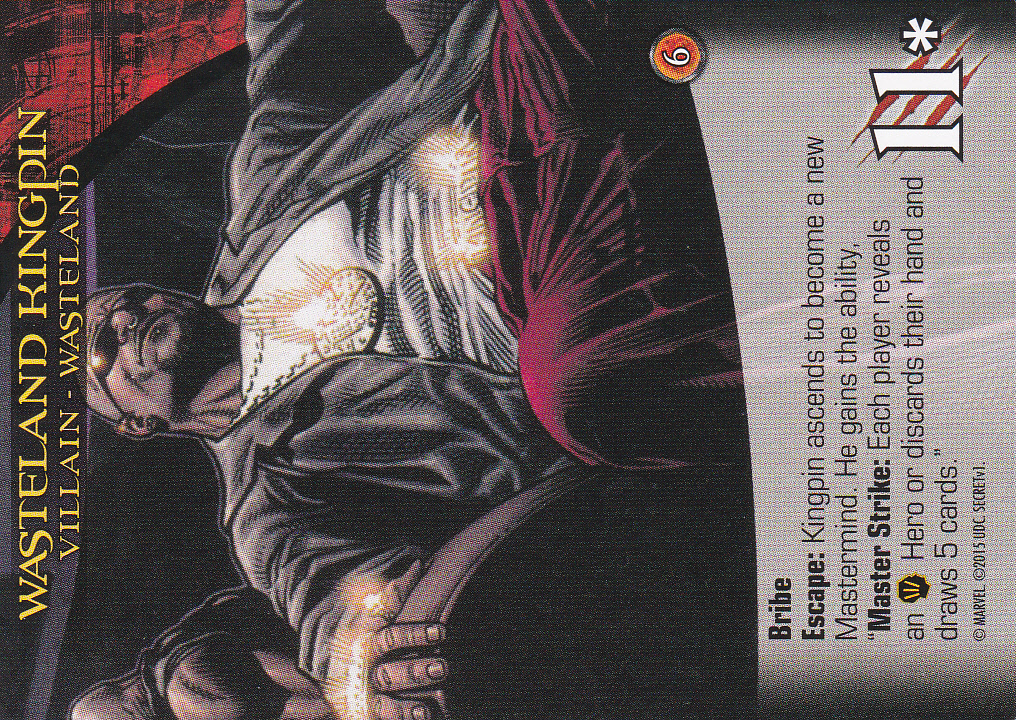 WASTELAND KINGPIN
VILLAIN - WASTELAND
6
Bribe
Escape: Kingpin ascends to become a new
Mastermind. He gains the ability,
“Master Strike: Each player reveals
an Hero or discards their hand and
draws 5 cards.”
11*
© MARVEL. ©2015 UDC. SECRETv1.